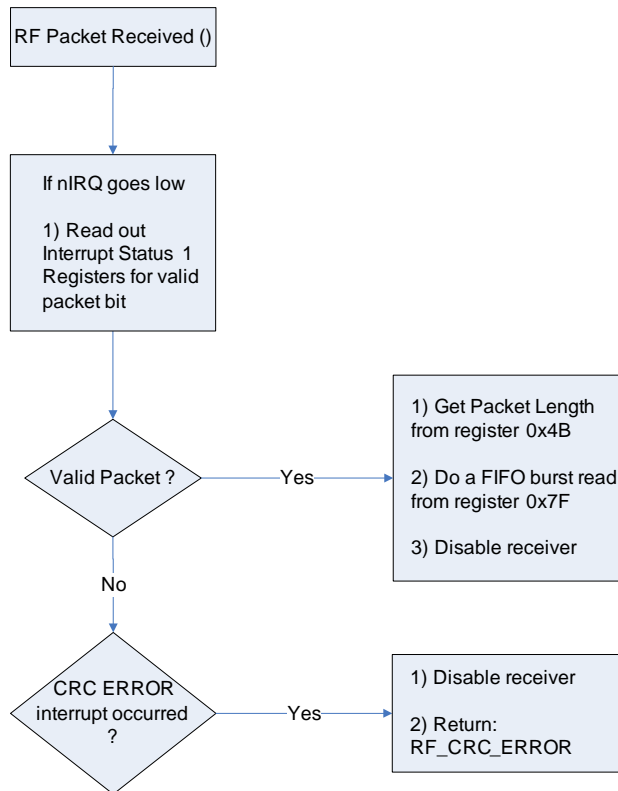 RF Packet Received ()
If nIRQ goes low
1) Read out
Interrupt Status 1
Registers for valid
packet bit
Valid Packet ?
Yes
1) Get Packet Length
from register 0x4B
2) Do a FIFO burst read
from register 0x7F
3) Disable receiver
No
CRC ERROR
interrupt occurred
?
Yes
1) Disable receiver
2) Return:
RF_CRC_ERROR